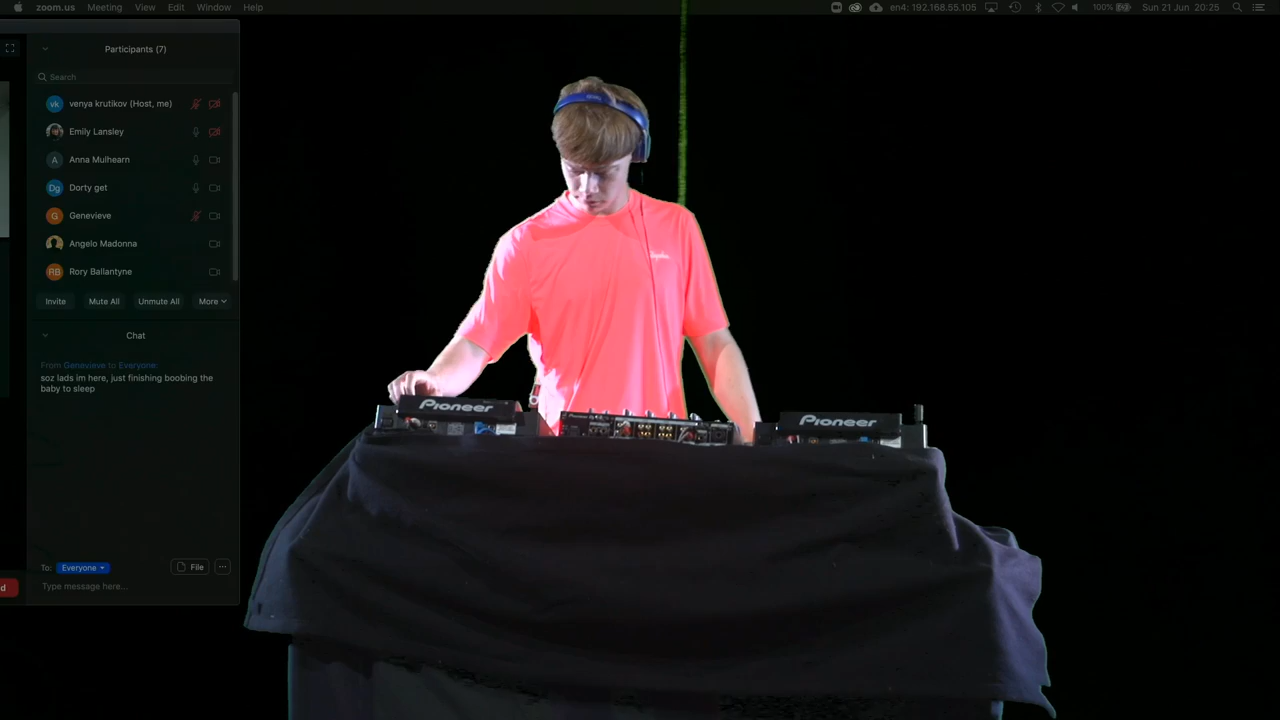 zoom.us Meeting View Edit Window Help en4: 192.168.55.105 100% Sun 21 Jun 20:25
Participants (7)
Search
vk venya krutikov (Host, me)
Emily Lansley
A Anna Mulhearn
Dg Dorty get
G Genevieve
Angelo Madonna
RB Rory Ballantyne
Invite Mute All Unmute All More
Chat
From Genevieve to Everyone:
soz lads im here, just finishing boobing the
baby to sleep
To: Everyone File
Type message here...
d
Pioneer
Pioneer